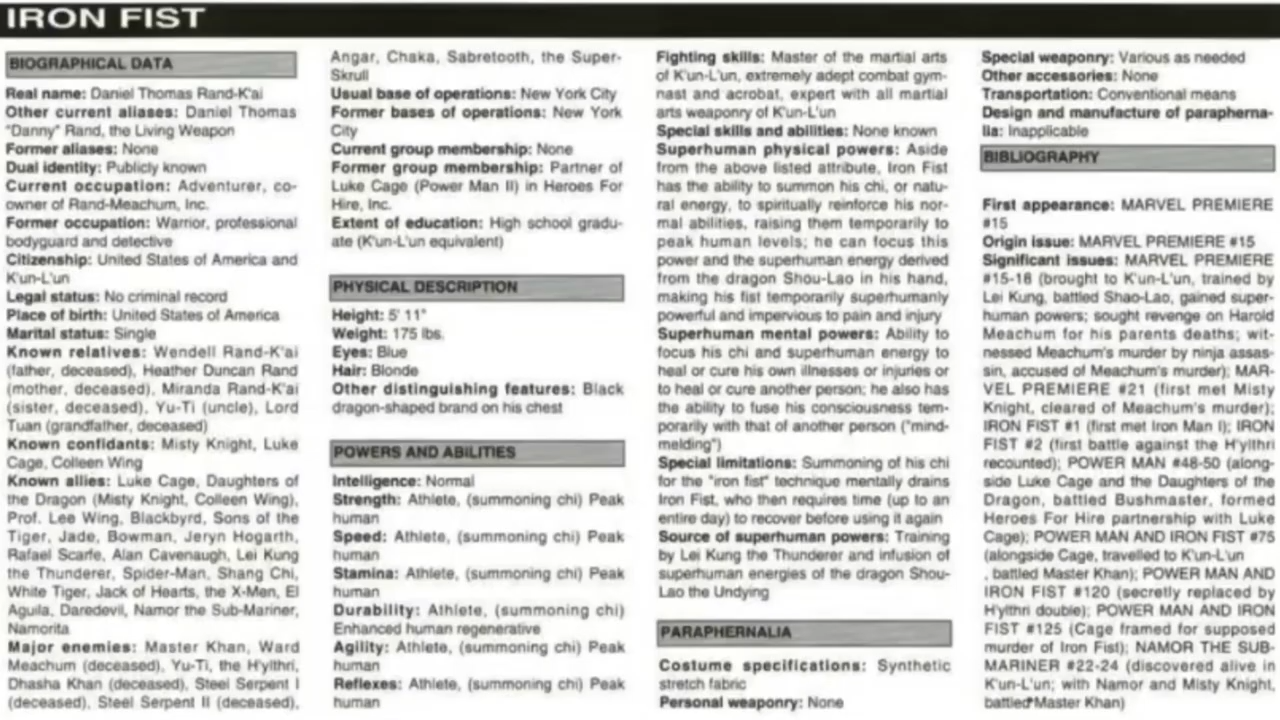 IRON FIST
BIOGRAPHICAL DATA
Real name: Daniel Thomas Rand-K'ai
Other current aliases: Daniel Thomas
"Danny" Rand, the Living Weapon
Former aliases: None
Dual identity: Publicly known
Current occupation: Adventurer, co-
owner of Rand-Meachum, Inc.
Former occupation: Warrior, professional
bodyguard and detective
Citizenship: United States of America and
K'un-L'un
Legal status: No criminal record
Place of birth: United States of America
Marital status: Single
Known relatives: Wendell Rand-K'ai
(father, deceased), Heather Duncan Rand
(mother, deceased), Miranda Rand-K'ai
(sister, deceased), Yu-Ti (uncle), Lord
Tuan (grandfather, deceased)
Known confidants: Misty Knight, Luke
Cage, Colleen Wing
Known allies: Luke Cage, Daughters of
the Dragon (Misty Knight, Colleen Wing),
Prof. Lee Wing, Blackbyrd, Sons of the
Tiger, Jade, Bowman, Jeryn Hogarth,
Rafael Scarfe, Alan Cavenaugh, Lei Kung
the Thunderer, Spider-Man, Shang Chi,
White Tiger, Jack of Hearts, the X-Men, El
Aguila, Daredevil, Namor the Sub-Mariner,
Namorita
Major enemies: Master Khan, Ward
Meachum (deceased), Yu-Ti, the H'ylthri,
Dhasha Khan (deceased), Steel Serpent I
(deceased), Steel Serpent II (deceased),
Angar, Chaka, Sabretooth, the Super-
Skrull
Usual base of operations: New York City
Former bases of operations: New York
City
Current group membership: None
Former group membership: Partner of
Luke Cage (Power Man II) in Heroes For
Hire, Inc.
Extent of education: High school gradu-
ate (K'un-L'un equivalent)
PHYSICAL DESCRIPTION
Height: 5' 11"
Weight: 175 lbs.
Eyes: Blue
Hair: Blonde
Other distinguishing features: Black
dragon-shaped brand on his chest
POWERS AND ABILITIES
Intelligence: Normal
Strength: Athlete, (summoning chi) Peak
human
Speed: Athlete, (summoning chi) Peak
human
Stamina: Athlete, (summoning chi) Peak
human
Durability: Athlete, (summoning chi)
Enhanced human regenerative
Agility: Athlete, (summoning chi) Peak
human
Reflexes: Athlete, (summoning chi) Peak
human
Fighting skills: Master of the martial arts
of K'un-L'un, extremely adept combat gym-
nast and acrobat, expert with all martial
arts weaponry of K'un-L'un
Special skills and abilities: None known
Superhuman physical powers: Aside
from the above listed attribute, Iron Fist
has the ability to summon his chi, or natu-
ral energy, to spiritually reinforce his nor-
mal abilities, raising them temporarily to
peak human levels; he can focus this
power and the superhuman energy derived
from the dragon Shou-Lao in his hand,
making his fist temporarily superhumanly
powerful and impervious to pain and injury
Superhuman mental powers: Ability to
focus his chi and superhuman energy to
heal or cure his own illnesses or injuries or
to heal or cure another person; he also has
the ability to fuse his consciousness tem-
porarily with that of another person ("mind-
melding")
Special limitations: Summoning of his chi
for the "iron fist" technique mentally drains
Iron Fist, who then requires time (up to an
entire day) to recover before using it again
Source of superhuman powers: Training
by Lei Kung the Thunderer and infusion of
superhuman energies of the dragon Shou-
Lao the Undying
PARAPHERNALIA
Costume specifications: Synthetic
stretch fabric
Personal weaponry: None
Special weaponry: Various as needed
Other accessories: None
Transportation: Conventional means
Design and manufacture of parapherna-
lia: Inapplicable
BIBLIOGRAPHY
First appearance: MARVEL PREMIERE
#15
Origin issue: MARVEL PREMIERE #15
Significant issues: MARVEL PREMIERE
#15-16 (brought to K'un-L'un, trained by
Lei Kung, battled Shao-Lao, gained super-
human powers; sought revenge on Harold
Meachum for his parents deaths; wit-
nessed Meachum's murder by ninja assas-
sin, accused of Meachum's murder); MAR-
VEL PREMIERE #21 (first met Misty
Knight, cleared of Meachum's murder);
IRON FIST #1 (first met Iron Man I); IRON
FIST #2 (first battle against the H'ylthri
recounted); POWER MAN #48-50 (along-
side Luke Cage and the Daughters of the
Dragon, battled Bushmaster, formed
Heroes For Hire partnership with Luke
Cage); POWER MAN AND IRON FIST #75
(alongside Cage, travelled to K'un-L'un
, battled Master Khan); POWER MAN AND
IRON FIST #120 (secretly replaced by
H'ylthri double); POWER MAN AND IRON
FIST #125 (Cage framed for supposed
murder of Iron Fist); NAMOR THE SUB-
MARINER #22-24 (discovered alive in
K'un-L'un; with Namor and Misty Knight,
battled Master Khan)